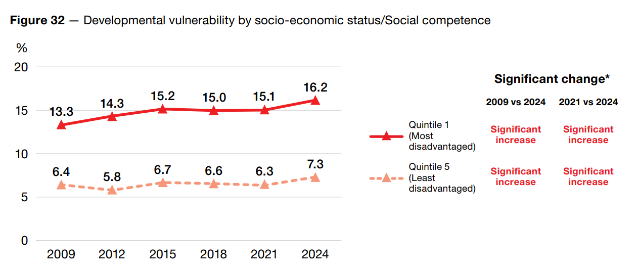 Figure 32 — Developmental vulnerability by socio-economic status/Social competence
%
20
15
10
5
0
13.3 14.3 15.2 15.0 15.1 16.2
6.4 5.8 6.7 6.6 6.3 7.3
2009 2012 2015 2018 2021 2024
Significant change*
2009 vs 2024 2021 vs 2024
Quintile 1
(Most
disadvantaged)
Significant
increase
Significant
increase
Quintile 5
(Least
disadvantaged)
Significant
increase
Significant
increase